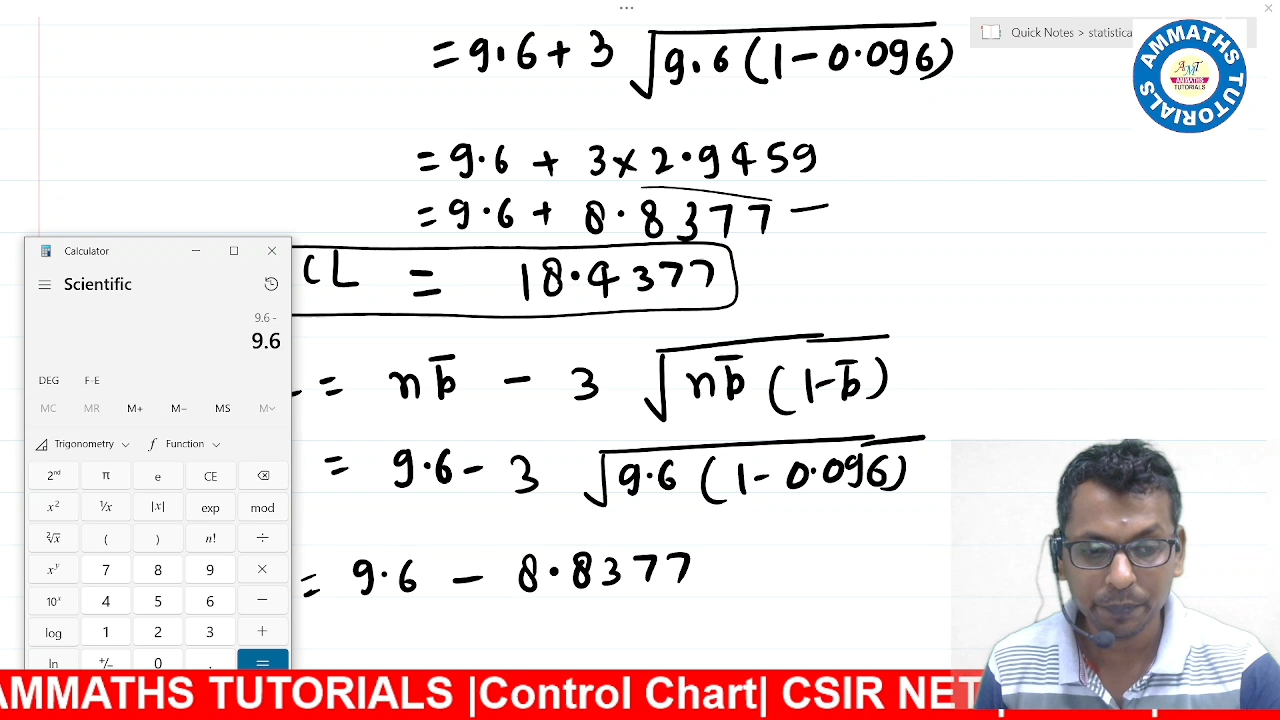 = 9.6 + 3 √9.6 (1 - 0.096)
Quick Notes > statistica
AMMATHS TUTORIALS
AMT
AMMATHS
TUTORIALS
= 9.6 + 3 × 2.9459
= 9.6 + 8.8377 —
CL = 18.4377
= np̅ - 3 √np̅ (1-p̅)
= 9.6 - 3 √9.6 (1 - 0.096)
= 9.6 - 8.8377
Calculator
Scientific
9.6 -
9.6
DEG F-E
MC MR M+ M− MS M˅
Trigonometry Function
2ⁿᵈ π e CE
x² ¹/x |x| exp mod
²√x ( ) n! ÷
xʸ 7 8 9 ×
10ˣ 4 5 6 −
log 1 2 3 +
ln +/− 0 . =
AMMATHS TUTORIALS |Control Chart| CSIR NET